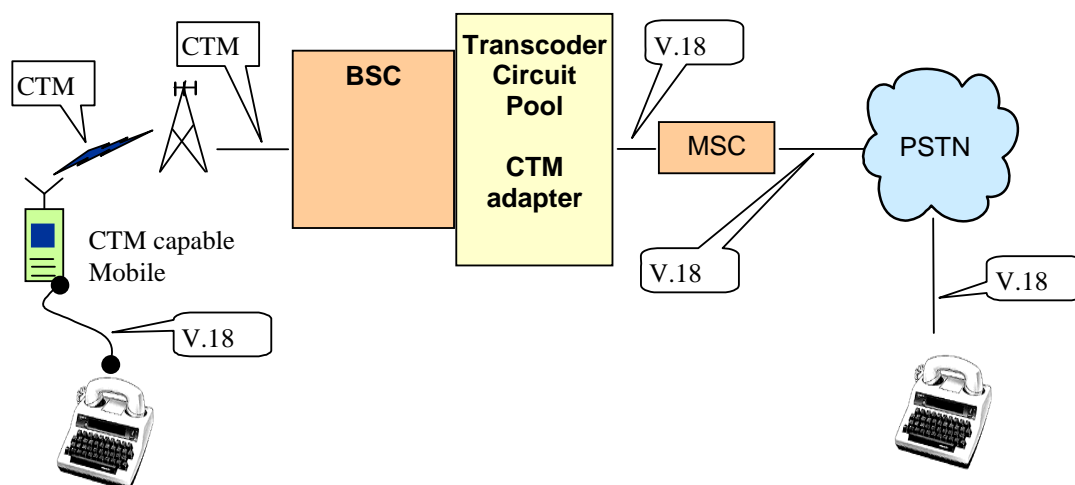 CTM
CTM
BSC
Transcoder
Circuit
Pool
CTM
adapter
V.18
MSC
PSTN
CTM capable
Mobile
V.18
V.18
V.18